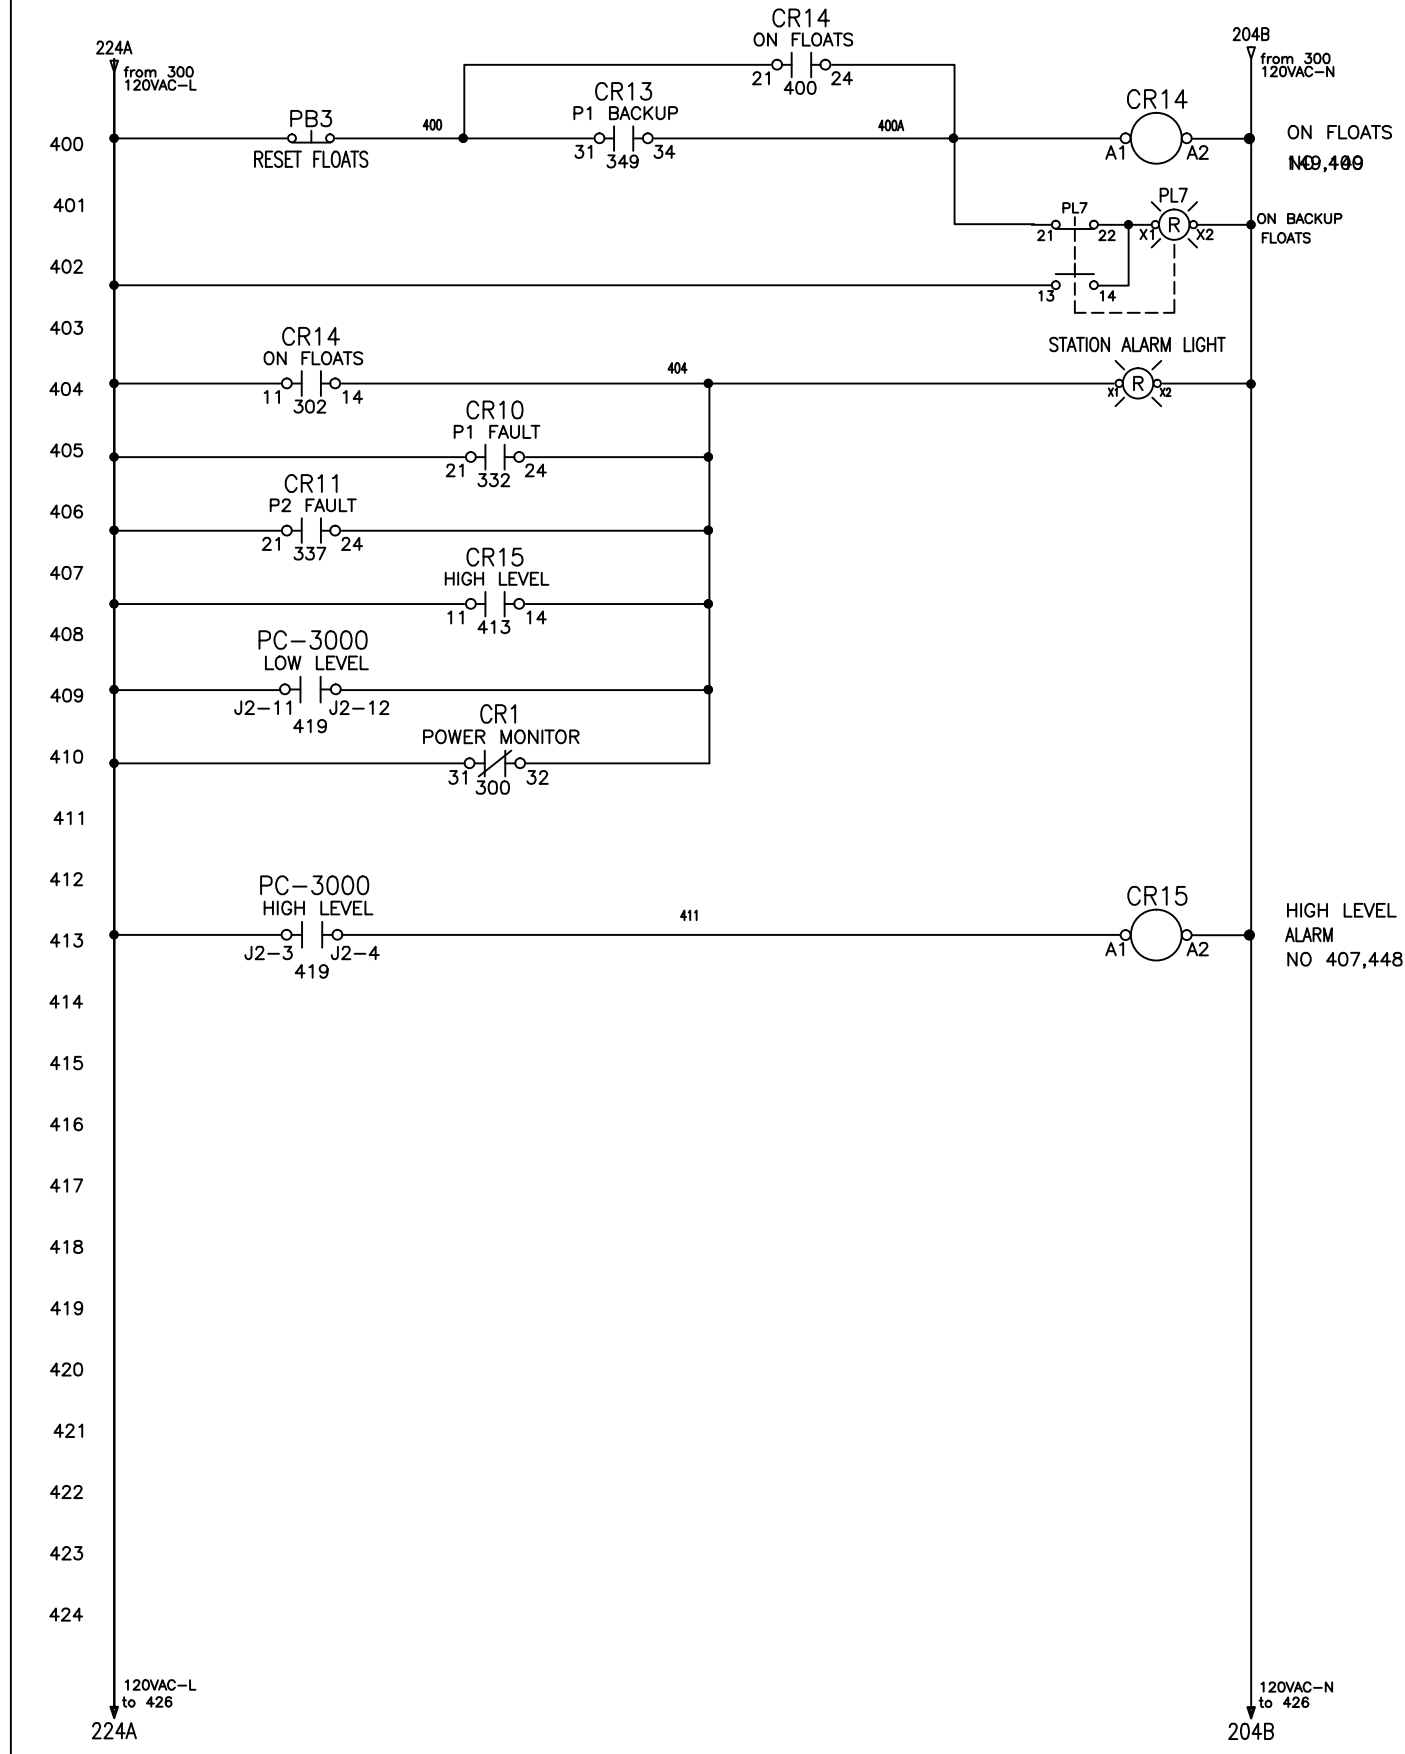 224A
from 300
120VAC-L
204B
from 300
120VAC-N
CR14
ON FLOATS
21 24
400
CR13
P1 BACKUP
31 34
349
PB3
RESET FLOATS
400
400A
CR14
A1 A2
ON FLOATS
400
401
PL7
21 22
PL7
X1 R X2
ON BACKUP
FLOATS
402
13 14
403
CR14
ON FLOATS
11 14
302
404
STATION ALARM LIGHT
X1 R X2
404
CR10
P1 FAULT
21 24
332
405
CR11
P2 FAULT
21 24
337
406
CR15
HIGH LEVEL
11 14
413
407
408
PC-3000
LOW LEVEL
J2-11 J2-12
419
409
CR1
POWER MONITOR
31 32
300
410
411
412
PC-3000
HIGH LEVEL
J2-3 J2-4
419
411
CR15
A1 A2
HIGH LEVEL
ALARM
NO 407,448
413
414
415
416
417
418
419
420
421
422
423
424
120VAC-L
to 426
224A
120VAC-N
to 426
204B